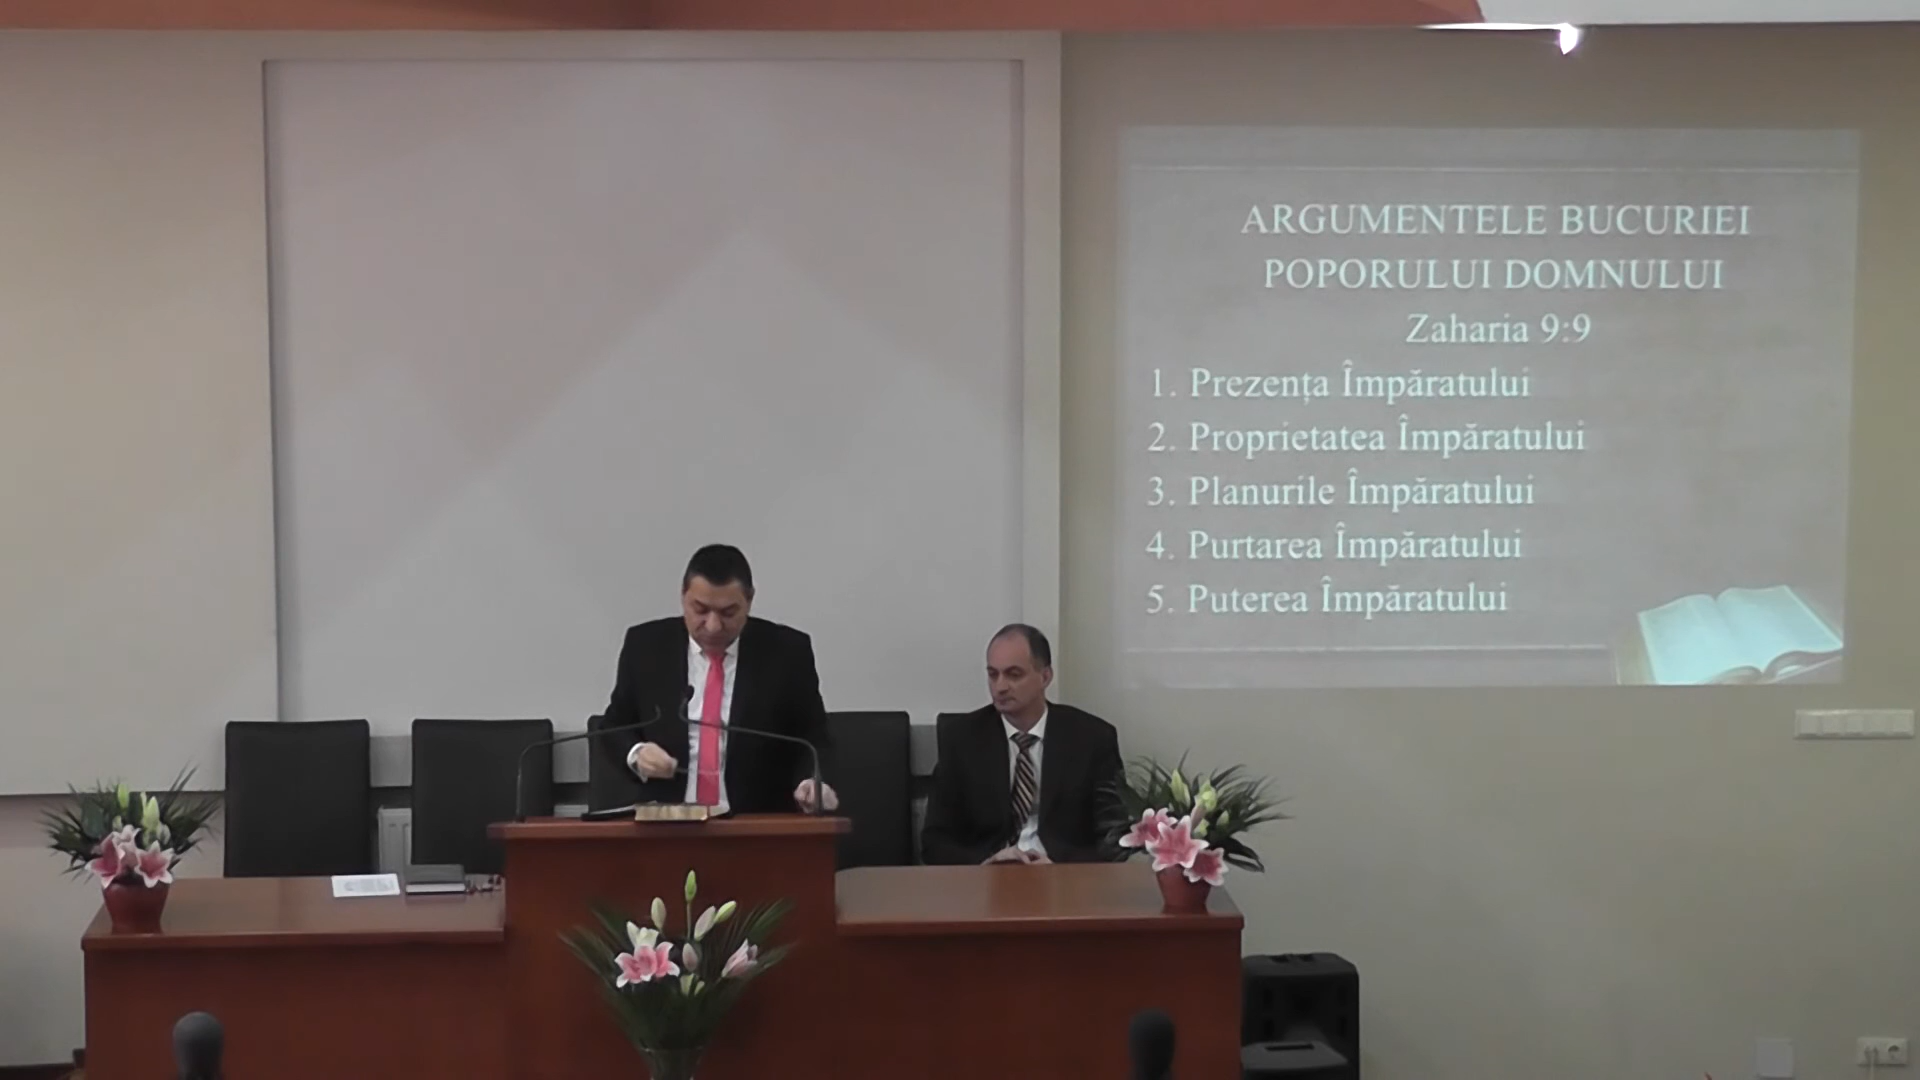 ARGUMENTELE BUCURIEI
POPORULUI DOMNULUI
Zaharia 9:9
1. Prezența Împăratului
2. Proprietatea Împăratului
3. Planurile Împăratului
4. Purtarea Împăratului
5. Puterea Împăratului